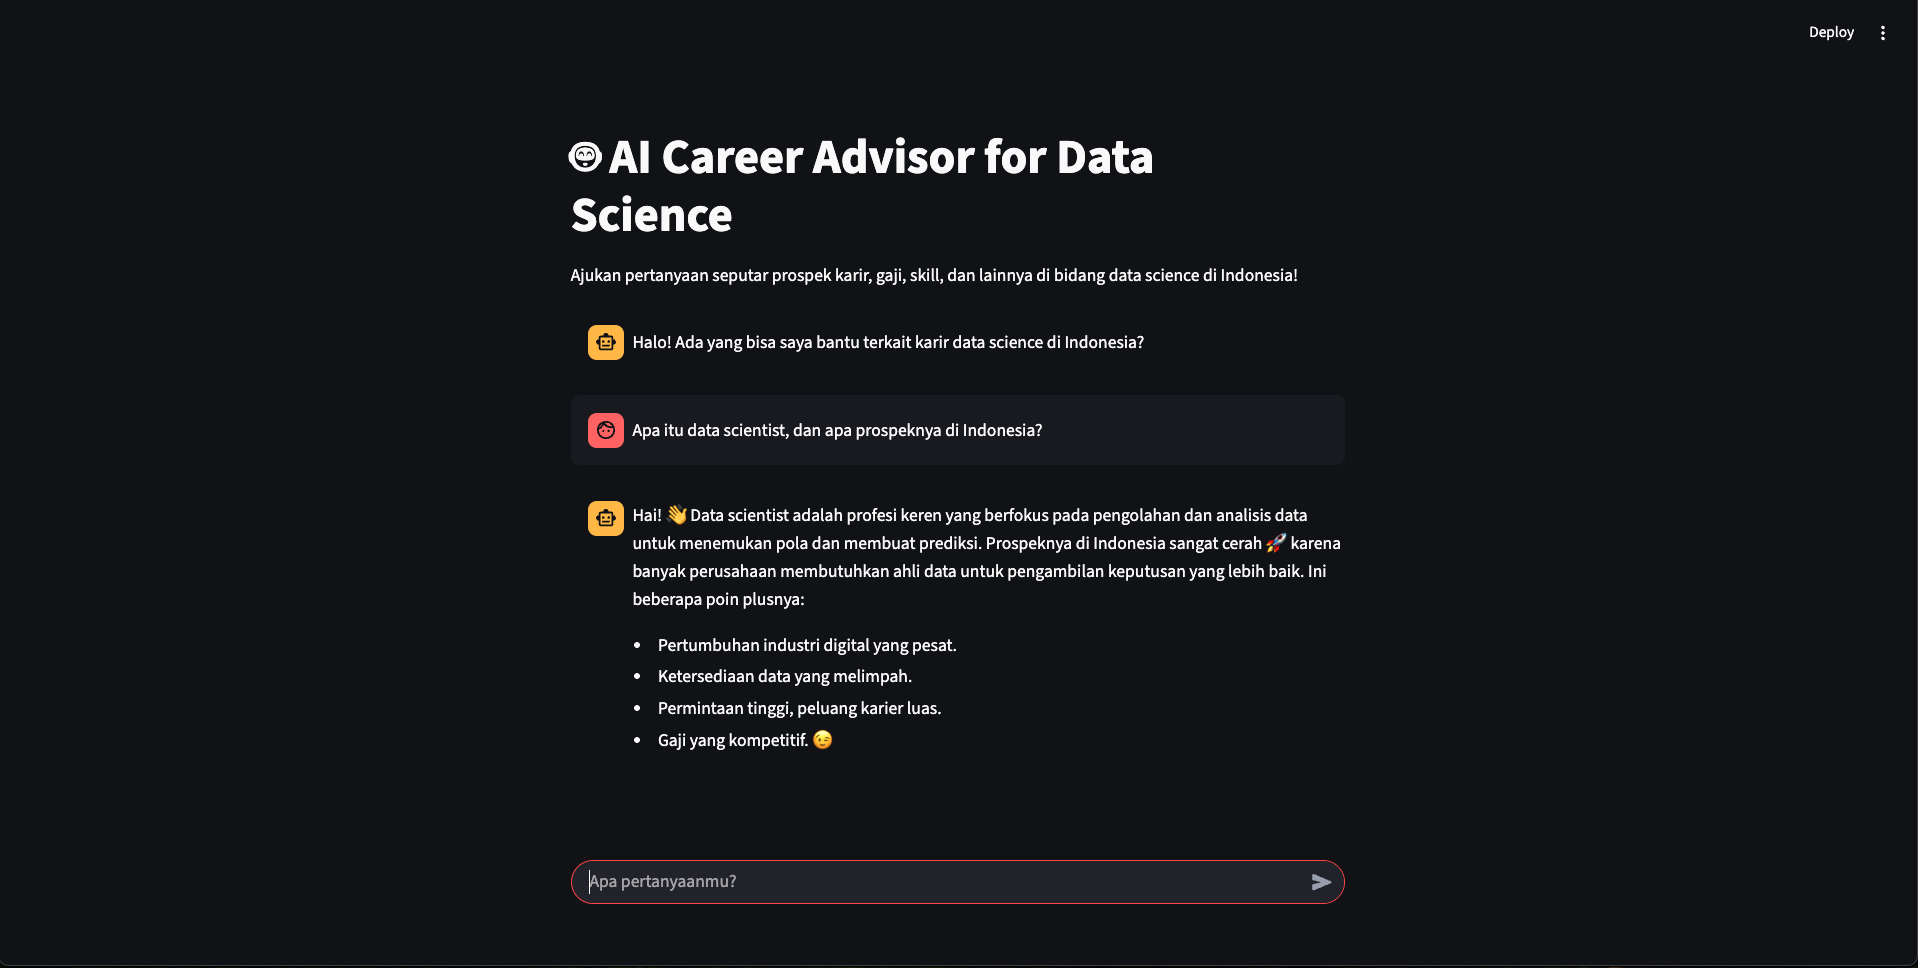 Deploy
AI Career Advisor for Data
Science
Ajukan pertanyaan seputar prospek karir, gaji, skill, dan lainnya di bidang data science di Indonesia!
Halo! Ada yang bisa saya bantu terkait karir data science di Indonesia?
Apa itu data scientist, dan apa prospeknya di Indonesia?
Hai! 👋 Data scientist adalah profesi keren yang berfokus pada pengolahan dan analisis data
untuk menemukan pola dan membuat prediksi. Prospeknya di Indonesia sangat cerah 🚀 karena
banyak perusahaan membutuhkan ahli data untuk pengambilan keputusan yang lebih baik. Ini
beberapa poin plusnya:
• Pertumbuhan industri digital yang pesat.
• Ketersediaan data yang melimpah.
• Permintaan tinggi, peluang karier luas.
• Gaji yang kompetitif. 😉
Apa pertanyaanmu?